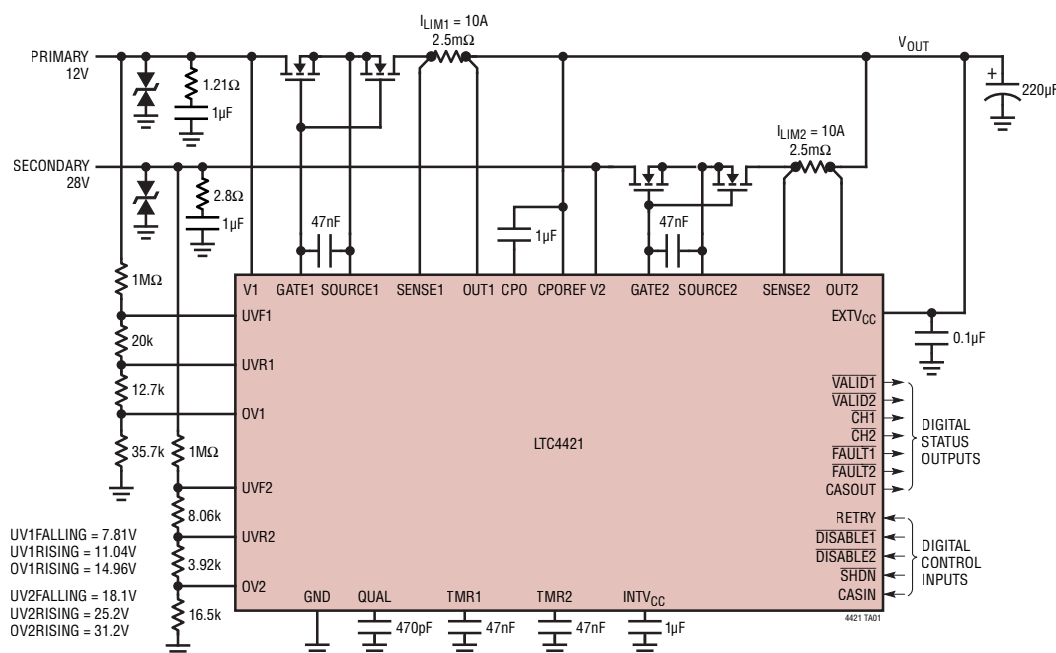 I_LIM1 = 10A
2.5mΩ
V_OUT
PRIMARY
12V
1.21Ω
1µF
+
220µF
I_LIM2 = 10A
2.5mΩ
SECONDARY
28V
2.8Ω
1µF
47nF
1µF
47nF
1MΩ
V1 GATE1 SOURCE1 SENSE1 OUT1 CPO CPOREF V2 GATE2 SOURCE2 SENSE2 OUT2
UVF1
EXTV_CC
20k
0.1µF
UVR1
12.7k
VALID1
VALID2
OV1
CH1
CH2
DIGITAL
STATUS
OUTPUTS
35.7k
1MΩ
LTC4421
FAULT1
FAULT2
CASOUT
UVF2
8.06k
RETRY
UVR2
DISABLE1
DISABLE2
DIGITAL
CONTROL
INPUTS
3.92k
SHDN
OV2
CASIN
UV1FALLING = 7.81V
UV1RISING = 11.04V
OV1RISING = 14.96V
UV2FALLING = 18.1V
UV2RISING = 25.2V
OV2RISING = 31.2V
16.5k
GND QUAL TMR1 TMR2 INTV_CC
4421 TA01
470pF
47nF
47nF
1µF